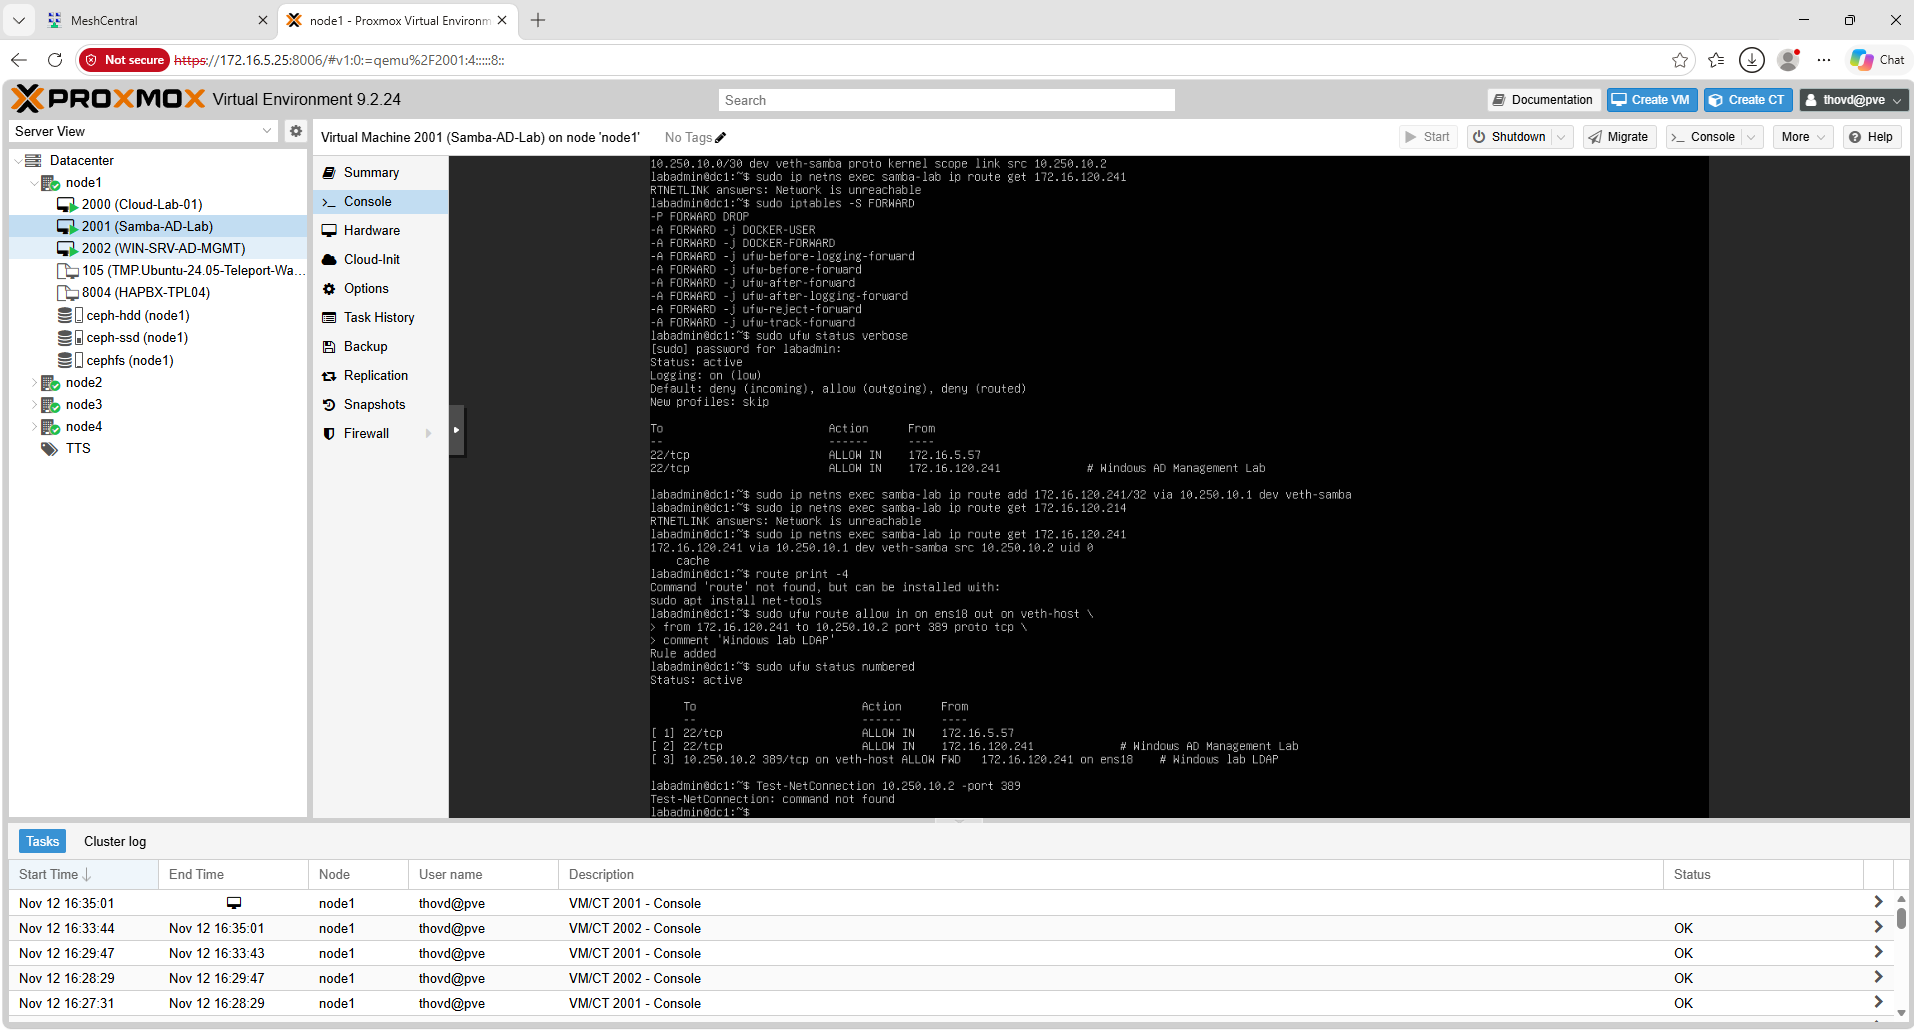 MeshCentral
node1 - Proxmox Virtual Environm
Not secure
https://172.16.5.25:8006/#v1:0:=qemu%2F2001:4:::::8::
Chat
PROXMOX Virtual Environment 9.2.24
Search
Documentation
Create VM
Create CT
thovd@pve
Server View
Virtual Machine 2001 (Samba-AD-Lab) on node 'node1'
No Tags
Start
Shutdown
Migrate
Console
More
Help
Datacenter
node1
2000 (Cloud-Lab-01)
2001 (Samba-AD-Lab)
2002 (WIN-SRV-AD-MGMT)
105 (TMP.Ubuntu-24.05-Teleport-Wa...
8004 (HAPBX-TPL04)
ceph-hdd (node1)
ceph-ssd (node1)
cephfs (node1)
node2
node3
node4
TTS
Summary
Console
Hardware
Cloud-Init
Options
Task History
Backup
Replication
Snapshots
Firewall
10.250.10.0/30 dev veth-samba proto kernel scope link src 10.250.10.2
labadmin@dc1:~$ sudo ip netns exec samba-lab ip route get 172.16.120.241
RTNETLINK answers: Network is unreachable
labadmin@dc1:~$ sudo iptables -S FORWARD
-P FORWARD DROP
-A FORWARD -j DOCKER-USER
-A FORWARD -j DOCKER-FORWARD
-A FORWARD -j ufw-before-logging-forward
-A FORWARD -j ufw-before-forward
-A FORWARD -j ufw-after-forward
-A FORWARD -j ufw-after-logging-forward
-A FORWARD -j ufw-reject-forward
-A FORWARD -j ufw-track-forward
labadmin@dc1:~$ sudo ufw status verbose
[sudo] password for labadmin:
Status: active
Logging: on (low)
Default: deny (incoming), allow (outgoing), deny (routed)
New profiles: skip
To Action From
-- ------ ----
22/tcp ALLOW IN 172.16.5.57
22/tcp ALLOW IN 172.16.120.241 # Windows AD Management Lab
labadmin@dc1:~$ sudo ip netns exec samba-lab ip route add 172.16.120.241/32 via 10.250.10.1 dev veth-samba
labadmin@dc1:~$ sudo ip netns exec samba-lab ip route get 172.16.120.214
RTNETLINK answers: Network is unreachable
labadmin@dc1:~$ sudo ip netns exec samba-lab ip route get 172.16.120.241
172.16.120.241 via 10.250.10.1 dev veth-samba src 10.250.10.2 uid 0
cache
labadmin@dc1:~$ route print -4
Command 'route' not found, but can be installed with:
sudo apt install net-tools
labadmin@dc1:~$ sudo ufw route allow in on ens18 out on veth-host \
> from 172.16.120.241 to 10.250.10.2 port 389 proto tcp \
> comment 'Windows lab LDAP'
Rule added
labadmin@dc1:~$ sudo ufw status numbered
Status: active
To Action From
-- ------ ----
[ 1] 22/tcp ALLOW IN 172.16.5.57
[ 2] 22/tcp ALLOW IN 172.16.120.241 # Windows AD Management Lab
[ 3] 10.250.10.2 389/tcp on veth-host ALLOW FWD 172.16.120.241 on ens18 # Windows lab LDAP
labadmin@dc1:~$ Test-NetConnection 10.250.10.2 -port 389
Test-NetConnection: command not found
labadmin@dc1:~$
Tasks
Cluster log
Start Time End Time Node User name Description Status
Nov 12 16:35:01 node1 thovd@pve VM/CT 2001 - Console
Nov 12 16:33:44 Nov 12 16:35:01 node1 thovd@pve VM/CT 2002 - Console OK
Nov 12 16:29:47 Nov 12 16:33:43 node1 thovd@pve VM/CT 2001 - Console OK
Nov 12 16:28:29 Nov 12 16:29:47 node1 thovd@pve VM/CT 2002 - Console OK
Nov 12 16:27:31 Nov 12 16:28:29 node1 thovd@pve VM/CT 2001 - Console OK